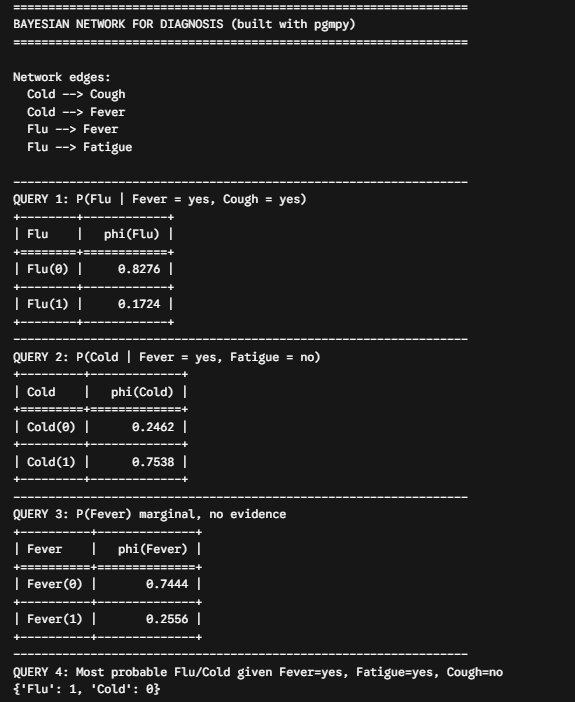 =================================================================
BAYESIAN NETWORK FOR DIAGNOSIS (built with pgmpy)
=================================================================

Network edges:
  Cold --> Cough
  Cold --> Fever
  Flu --> Fever
  Flu --> Fatigue

-----------------------------------------------------------------
QUERY 1: P(Flu | Fever = yes, Cough = yes)
+--------+------------+
| Flu    |   phi(Flu) |
+========+============+
| Flu(0) |     0.8276 |
+--------+------------+
| Flu(1) |     0.1724 |
+--------+------------+
-----------------------------------------------------------------
QUERY 2: P(Cold | Fever = yes, Fatigue = no)
+---------+-------------+
| Cold    |   phi(Cold) |
+=========+=============+
| Cold(0) |      0.2462 |
+---------+-------------+
| Cold(1) |      0.7538 |
+---------+-------------+
-----------------------------------------------------------------
QUERY 3: P(Fever) marginal, no evidence
+----------+--------------+
| Fever    |   phi(Fever) |
+==========+==============+
| Fever(0) |       0.7444 |
+----------+--------------+
| Fever(1) |       0.2556 |
+----------+--------------+
-----------------------------------------------------------------
QUERY 4: Most probable Flu/Cold given Fever=yes, Fatigue=yes, Cough=no
{'Flu': 1, 'Cold': 0}